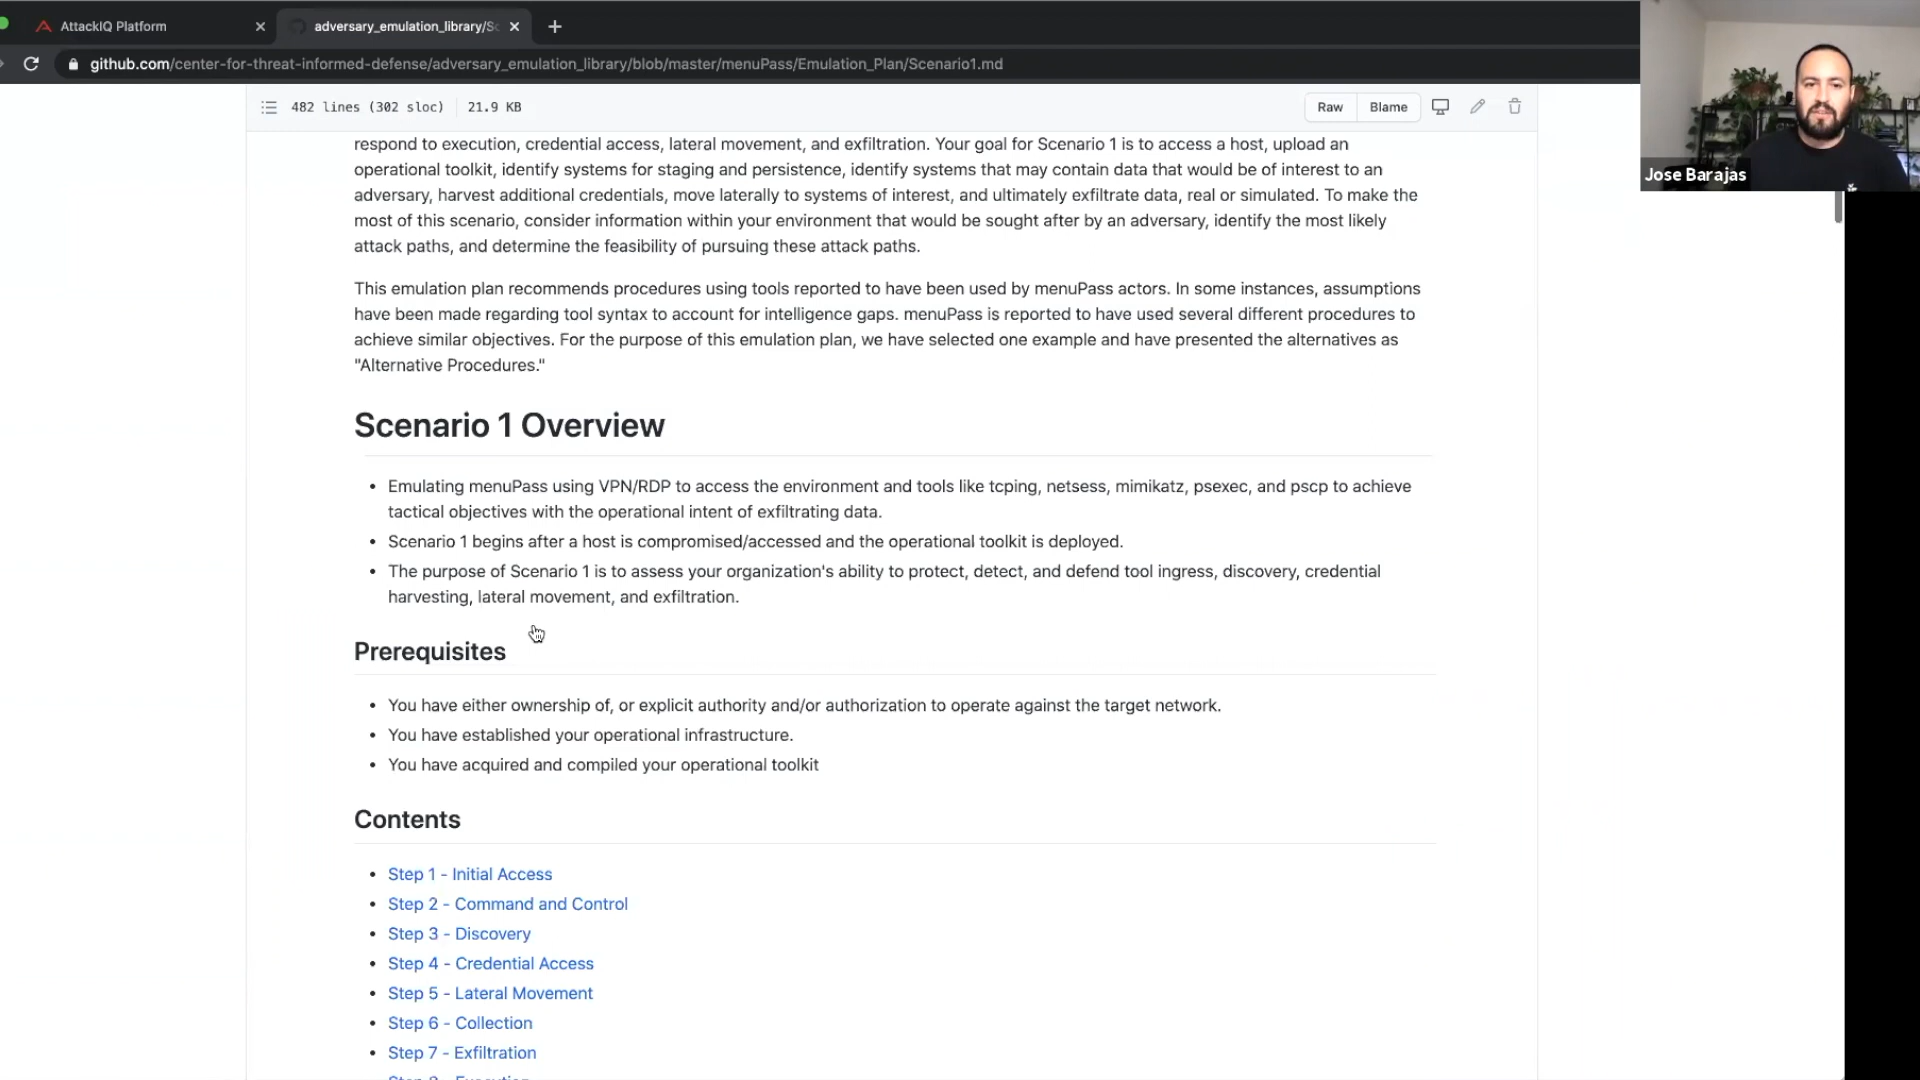 AttackIQ Platform
adversary_emulation_library/Sc
github.com/center-for-threat-informed-defense/adversary_emulation_library/blob/master/menuPass/Emulation_Plan/Scenario1.md
482 lines (302 sloc) 21.9 KB
Raw Blame
Jose Barajas
respond to execution, credential access, lateral movement, and exfiltration. Your goal for Scenario 1 is to access a host, upload an
operational toolkit, identify systems for staging and persistence, identify systems that may contain data that would be of interest to an
adversary, harvest additional credentials, move laterally to systems of interest, and ultimately exfiltrate data, real or simulated. To make the
most of this scenario, consider information within your environment that would be sought after by an adversary, identify the most likely
attack paths, and determine the feasibility of pursuing these attack paths.
This emulation plan recommends procedures using tools reported to have been used by menuPass actors. In some instances, assumptions
have been made regarding tool syntax to account for intelligence gaps. menuPass is reported to have used several different procedures to
achieve similar objectives. For the purpose of this emulation plan, we have selected one example and have presented the alternatives as
"Alternative Procedures."
Scenario 1 Overview
• Emulating menuPass using VPN/RDP to access the environment and tools like tcping, netsess, mimikatz, psexec, and pscp to achieve
tactical objectives with the operational intent of exfiltrating data.
• Scenario 1 begins after a host is compromised/accessed and the operational toolkit is deployed.
• The purpose of Scenario 1 is to assess your organization's ability to protect, detect, and defend tool ingress, discovery, credential
harvesting, lateral movement, and exfiltration.
Prerequisites
• You have either ownership of, or explicit authority and/or authorization to operate against the target network.
• You have established your operational infrastructure.
• You have acquired and compiled your operational toolkit
Contents
• Step 1 - Initial Access
• Step 2 - Command and Control
• Step 3 - Discovery
• Step 4 - Credential Access
• Step 5 - Lateral Movement
• Step 6 - Collection
• Step 7 - Exfiltration